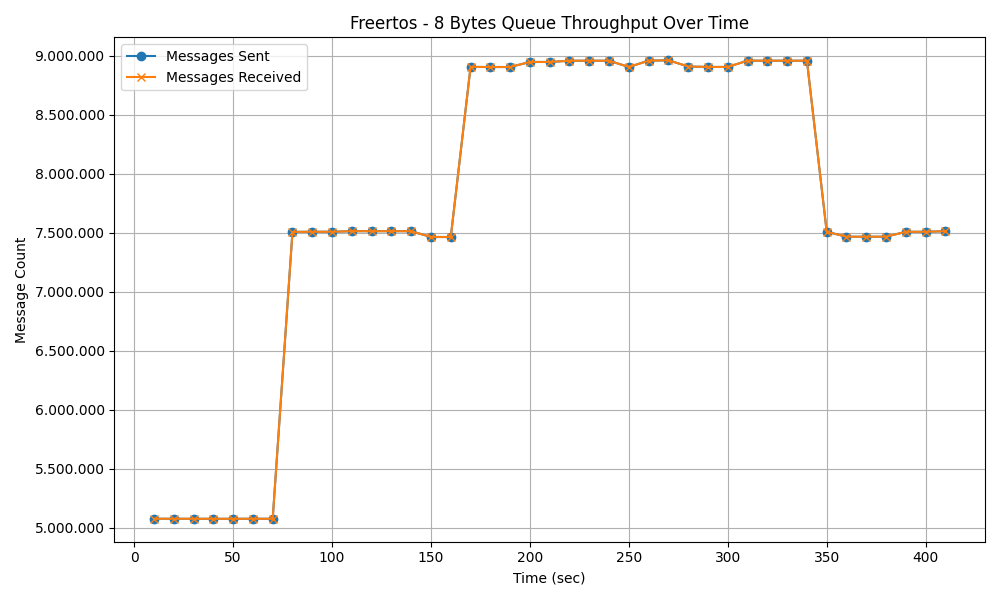 Freertos - 8 Bytes Queue Throughput Over Time
Messages Sent
Messages Received
Message Count
9.000.000
8.500.000
8.000.000
7.500.000
7.000.000
6.500.000
6.000.000
5.500.000
5.000.000
0 50 100 150 200 250 300 350 400
Time (sec)